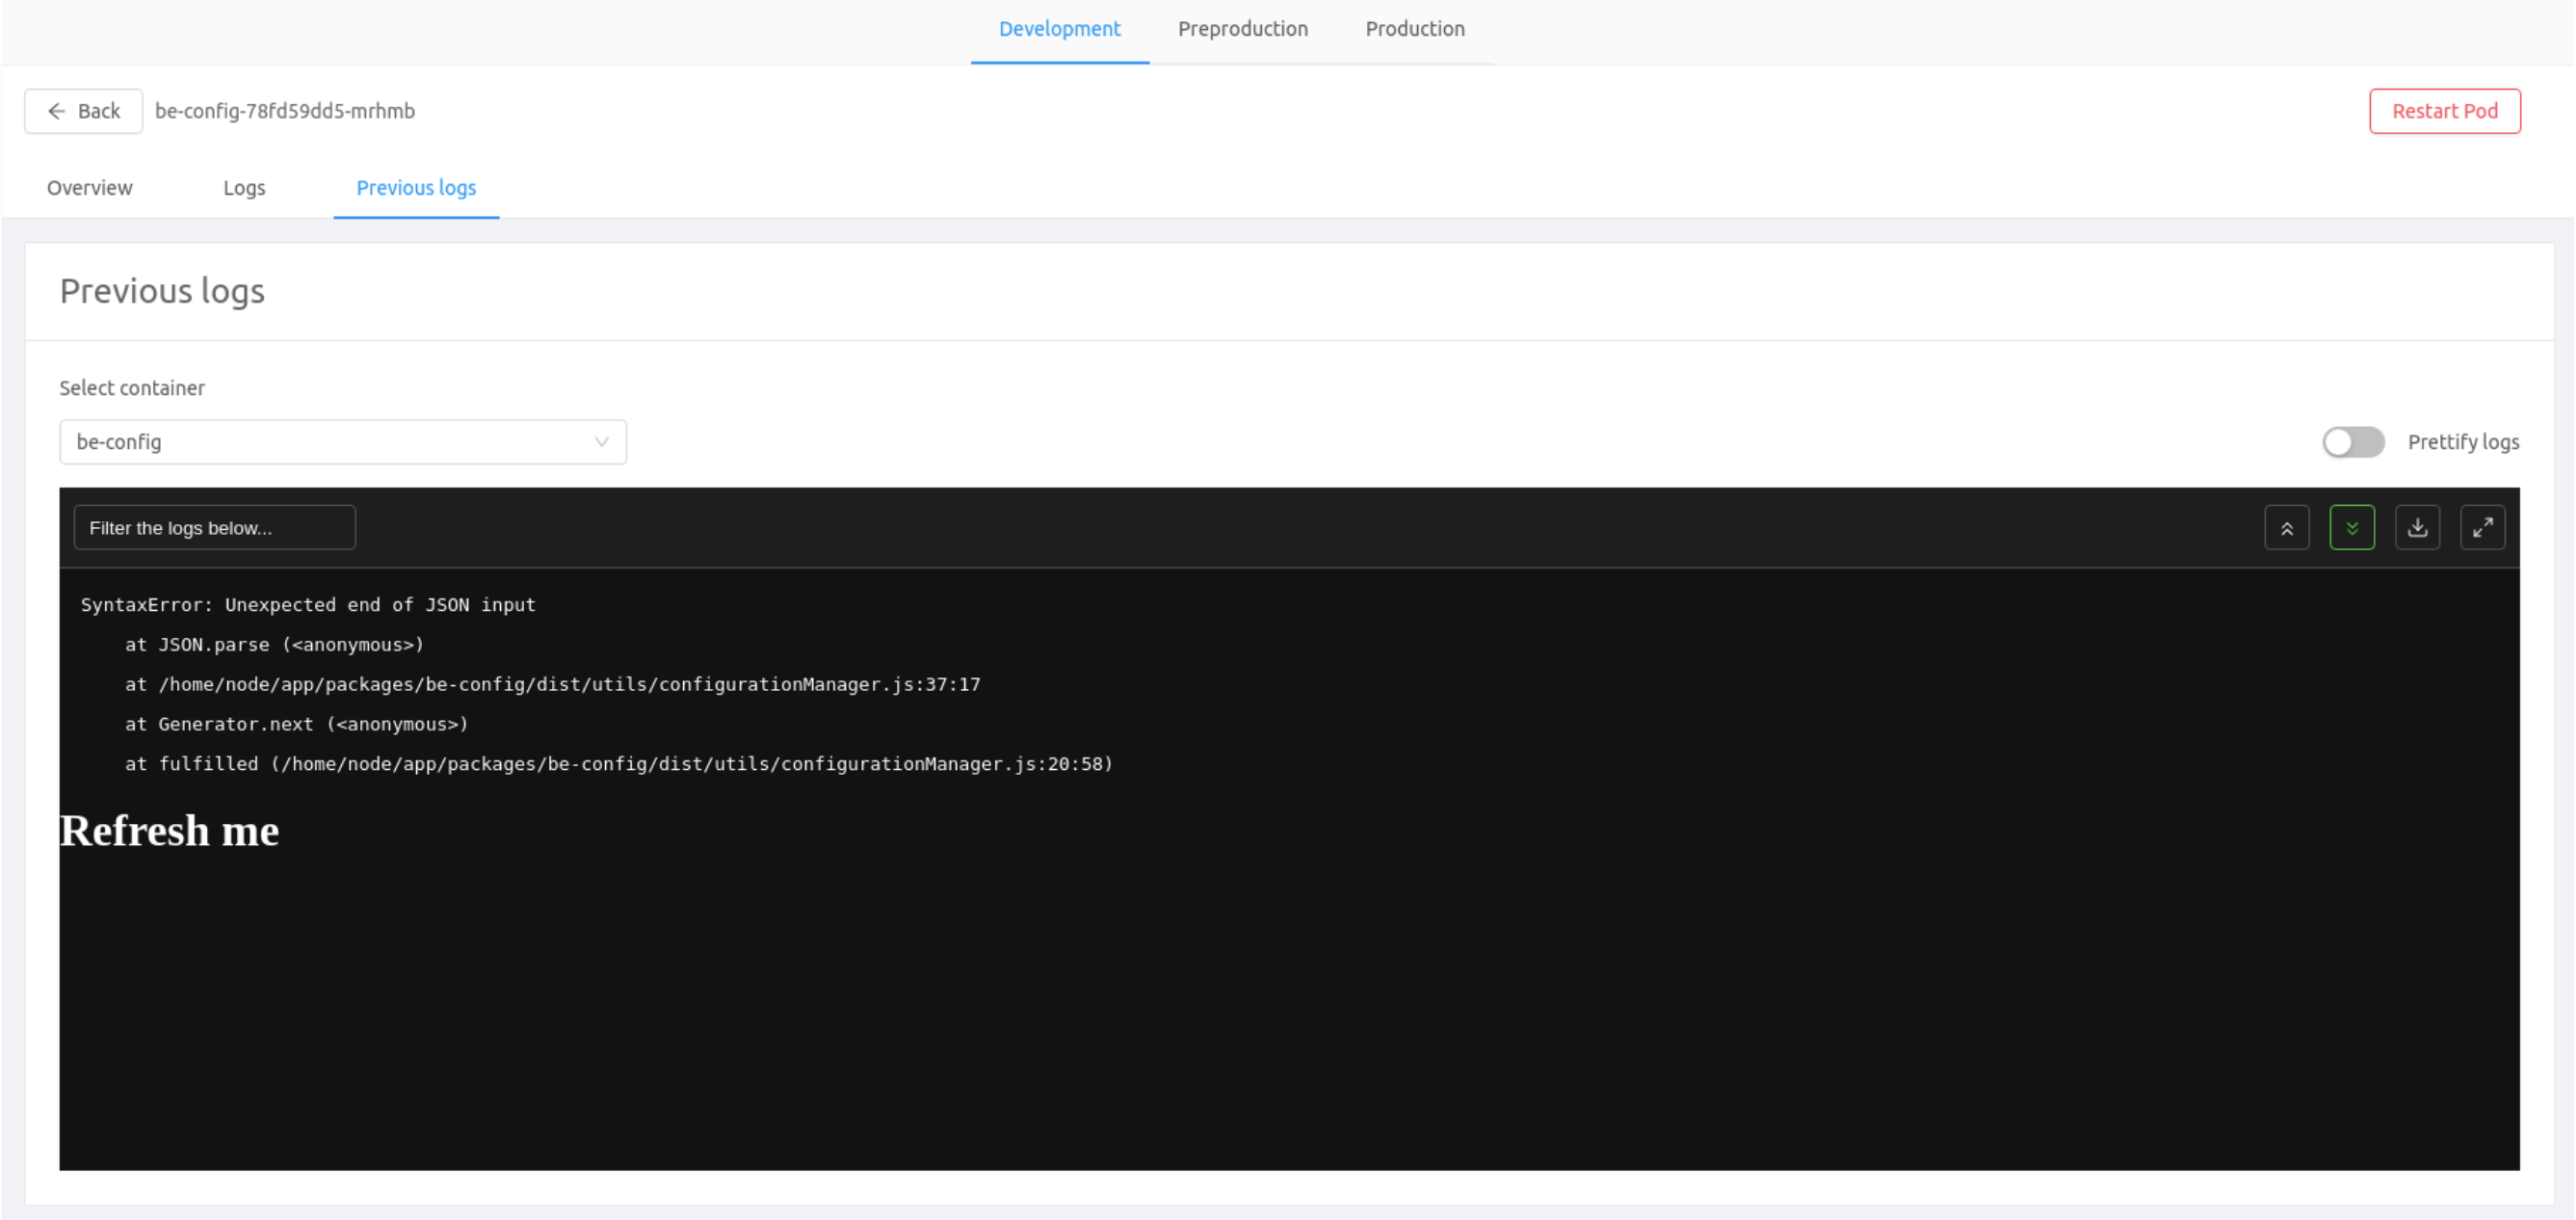 Development Preproduction Production
Back be-config-78fd59dd5-mrhmb Restart Pod
Overview Logs Previous logs
Previous logs
Select container
be-config Prettify logs
Filter the logs below...
SyntaxError: Unexpected end of JSON input
at JSON.parse (<anonymous>)
at /home/node/app/packages/be-config/dist/utils/configurationManager.js:37:17
at Generator.next (<anonymous>)
at fulfilled (/home/node/app/packages/be-config/dist/utils/configurationManager.js:20:58)
Refresh me